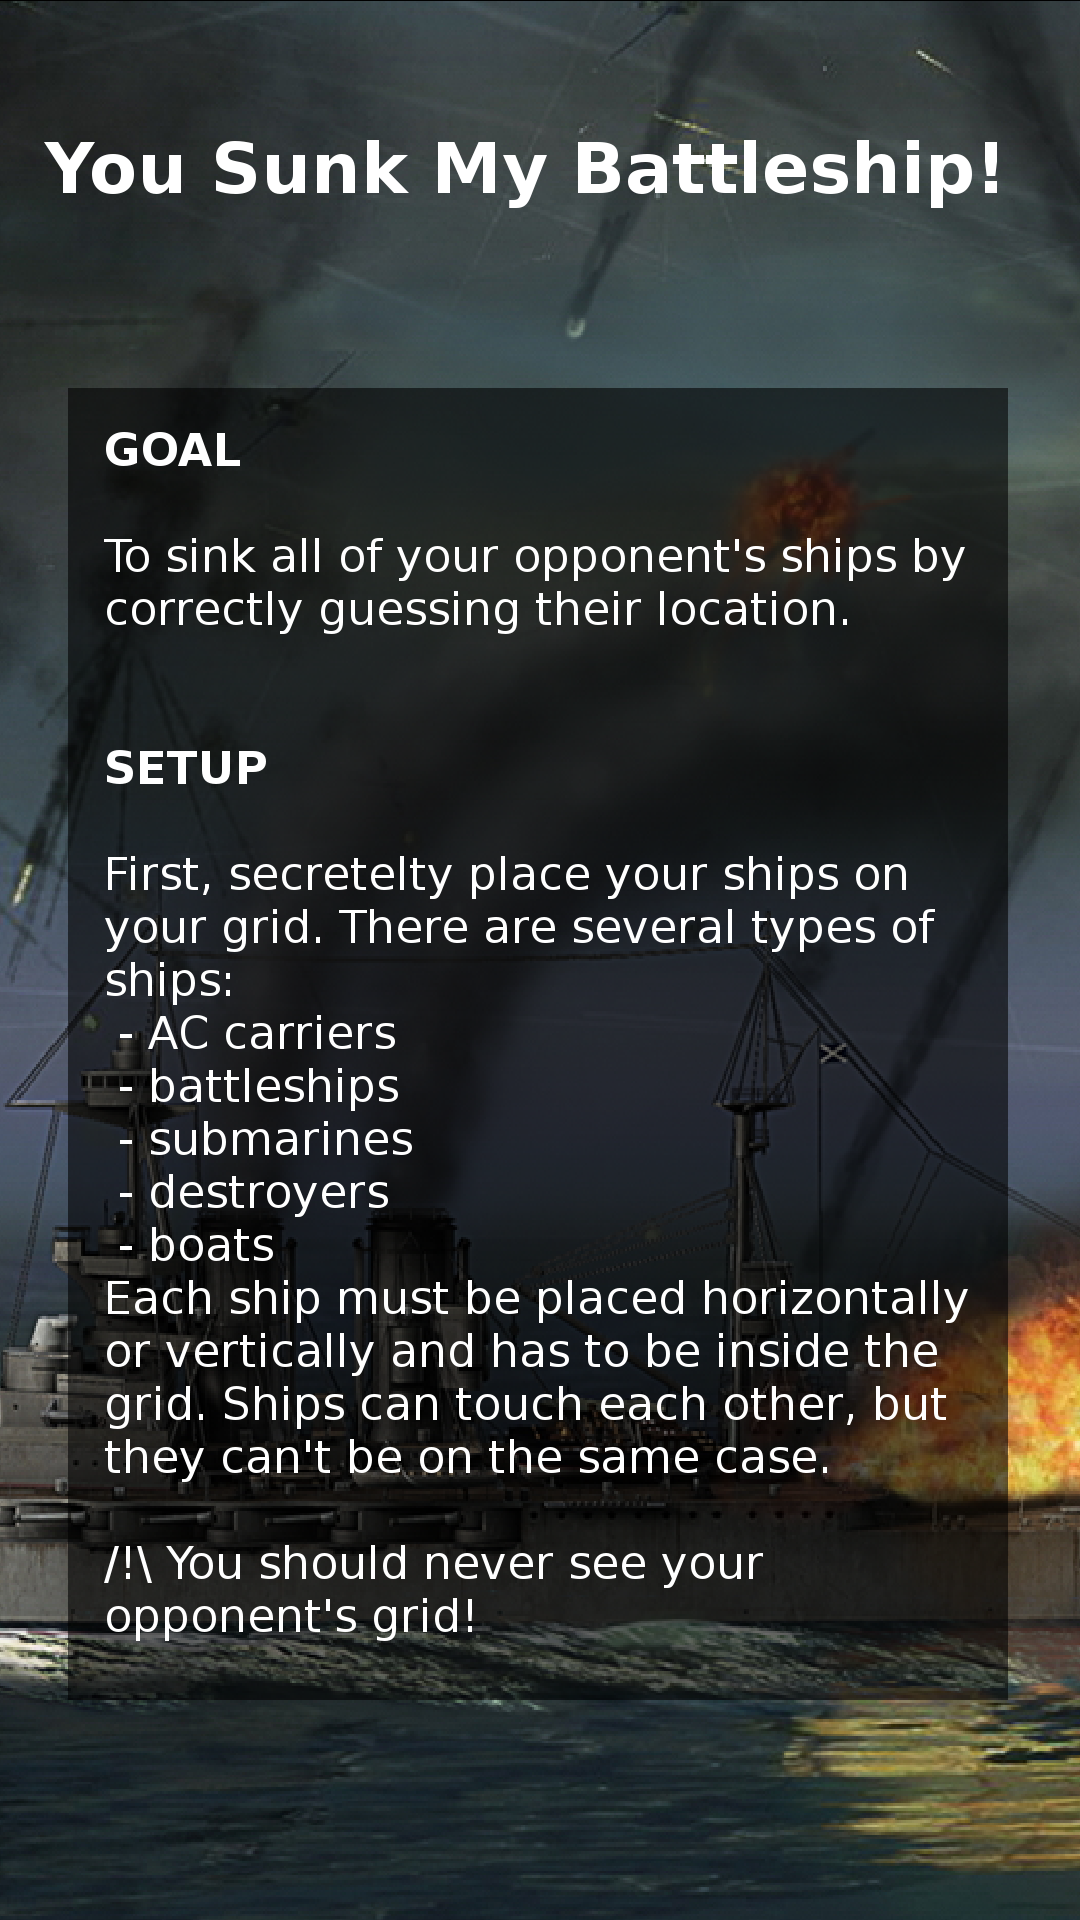 You Sunk My Battleship!
GOAL
To sink all of your opponent's ships by
correctly guessing their location.
SETUP
First, secretelty place your ships on
your grid. There are several types of
ships:
- AC carriers
- battleships
- submarines
- destroyers
- boats
Each ship must be placed horizontally
or vertically and has to be inside the
grid. Ships can touch each other, but
they can't be on the same case.
/!\ You should never see your
opponent's grid!